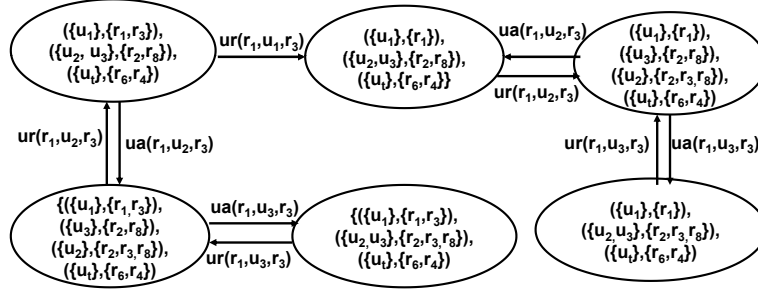 ({u1},{r1,r3}),
({u2, u3},{r2,r8}),
({ut},{r6,r4})
ur(r1,u1,r3)
({u1},{r1}),
({u2,u3},{r2,r8}),
({ut},{r6,r4}}
ua(r1,u2,r3)
ur(r1,u2,r3)
({u1},{r1}),
({u3},{r2,r8}),
({u2},{r2,r3,r8}),
({ut},{r6,r4})
ur(r1,u2,r3)
ua(r1,u2,r3)
ur(r1,u3,r3)
ua(r1,u3,r3)
{({u1},{r1,r3}),
({u3},{r2,r8}),
({u2},{r2,r3,r8}),
({ut},{r6,r4})
ua(r1,u3,r3)
ur(r1,u3,r3)
{({u1},{r1,r3}),
({u2,u3},{r2,r3,r8}),
({ut},{r6,r4})
({u1},{r1}),
({u2,u3},{r2,r3,r8}),
({ut},{r6,r4})